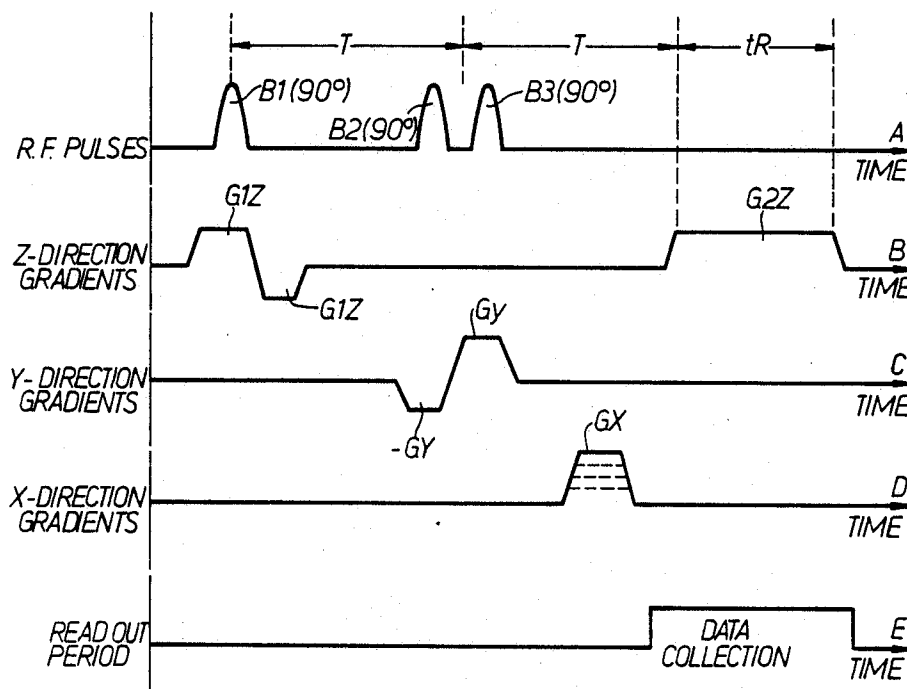 T T tR
B1(90°) B2(90°) B3(90°)
R.F. PULSES A
TIME
G1Z G2Z
Z-DIRECTION
GRADIENTS B
TIME
G1Z
Gy
Y-DIRECTION
GRADIENTS C
TIME
-GY
GX
X-DIRECTION
GRADIENTS D
TIME
READ OUT
PERIOD
DATA
COLLECTION
E
TIME